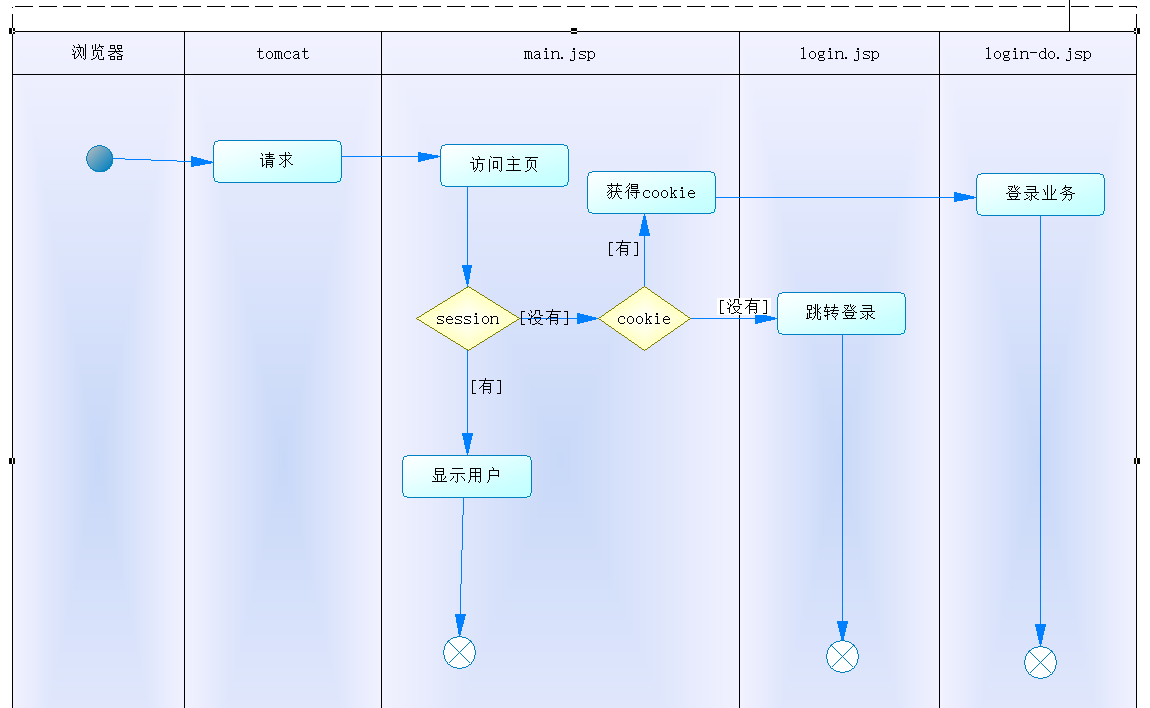 浏览器
tomcat
main.jsp
login.jsp
login-do.jsp
请求
访问主页
获得cookie
登录业务
[有]
session
[没有]
cookie
[没有]
跳转登录
[有]
显示用户